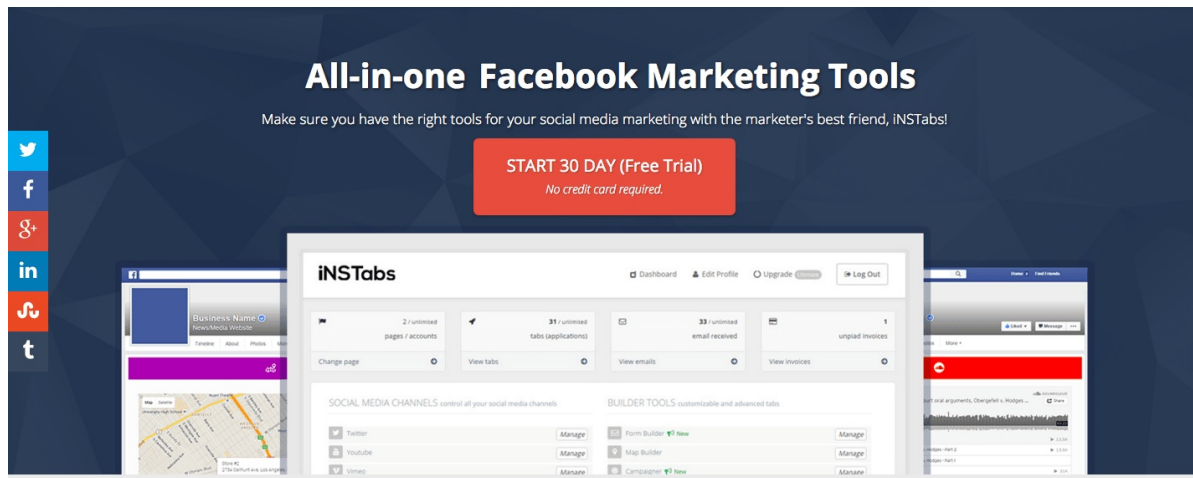 All-in-one Facebook Marketing Tools
Make sure you have the right tools for your social media marketing with the marketer's best friend, iNSTabs!
START 30 DAY (Free Trial)
No credit card required.
f
g+
in
t
iNSTabs
Dashboard Edit Profile Upgrade Log Out
2 / unlimited 31 / unlimited 33 / unlimited 1
pages / accounts tabs (applications) email received unpiad invoices
Change page View tabs View emails View invoices
SOCIAL MEDIA CHANNELS control all your social media channels
BUILDER TOOLS customizable and advanced tabs
Twitter Manage
Form Builder New Manage
Youtube Manage
Map Builder Manage
Vimeo Manage
Campaigner New Manage
Business Name
News/Media Website
Timeline About Photos
Map Satellite
Store #2
Home Find Friends
Liked Message
More
Share